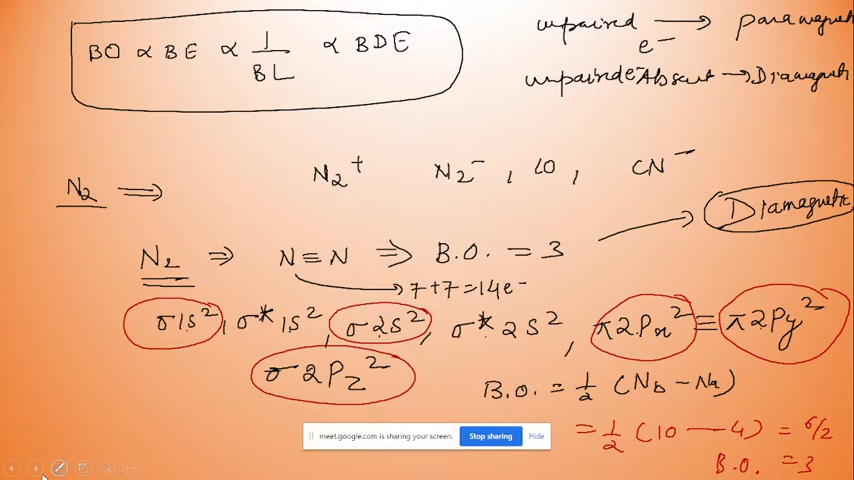 unpaired e- → paramagnet
BO ∝ BE ∝ 1/BL ∝ BDE
unpaired e- Absent → Diamagneti
N2 ⇒ N2+ N2-, CO, CN-
Diamagnetic
N2 ⇒ N≡N ⇒ B.O. = 3
7+7=14e-
σ1s², σ*1s², σ2s², σ*2s², π2Px² ≡ π2Py²
σ2Pz²
B.O. = 1/2 (Nb - Na)
meet.google.com is sharing your screen. Stop sharing Hide
= 1/2 (10 — 4) = 6/2
B.O. = 3